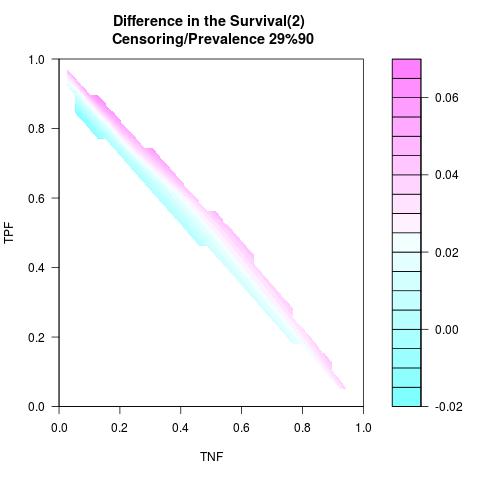 Difference in the Survival(2)
Censoring/Prevalence 29%90
1.0
0.8
0.6
0.4
0.2
0.0
TPF
0.0 0.2 0.4 0.6 0.8 1.0
TNF
0.06
0.04
0.02
0.00
-0.02